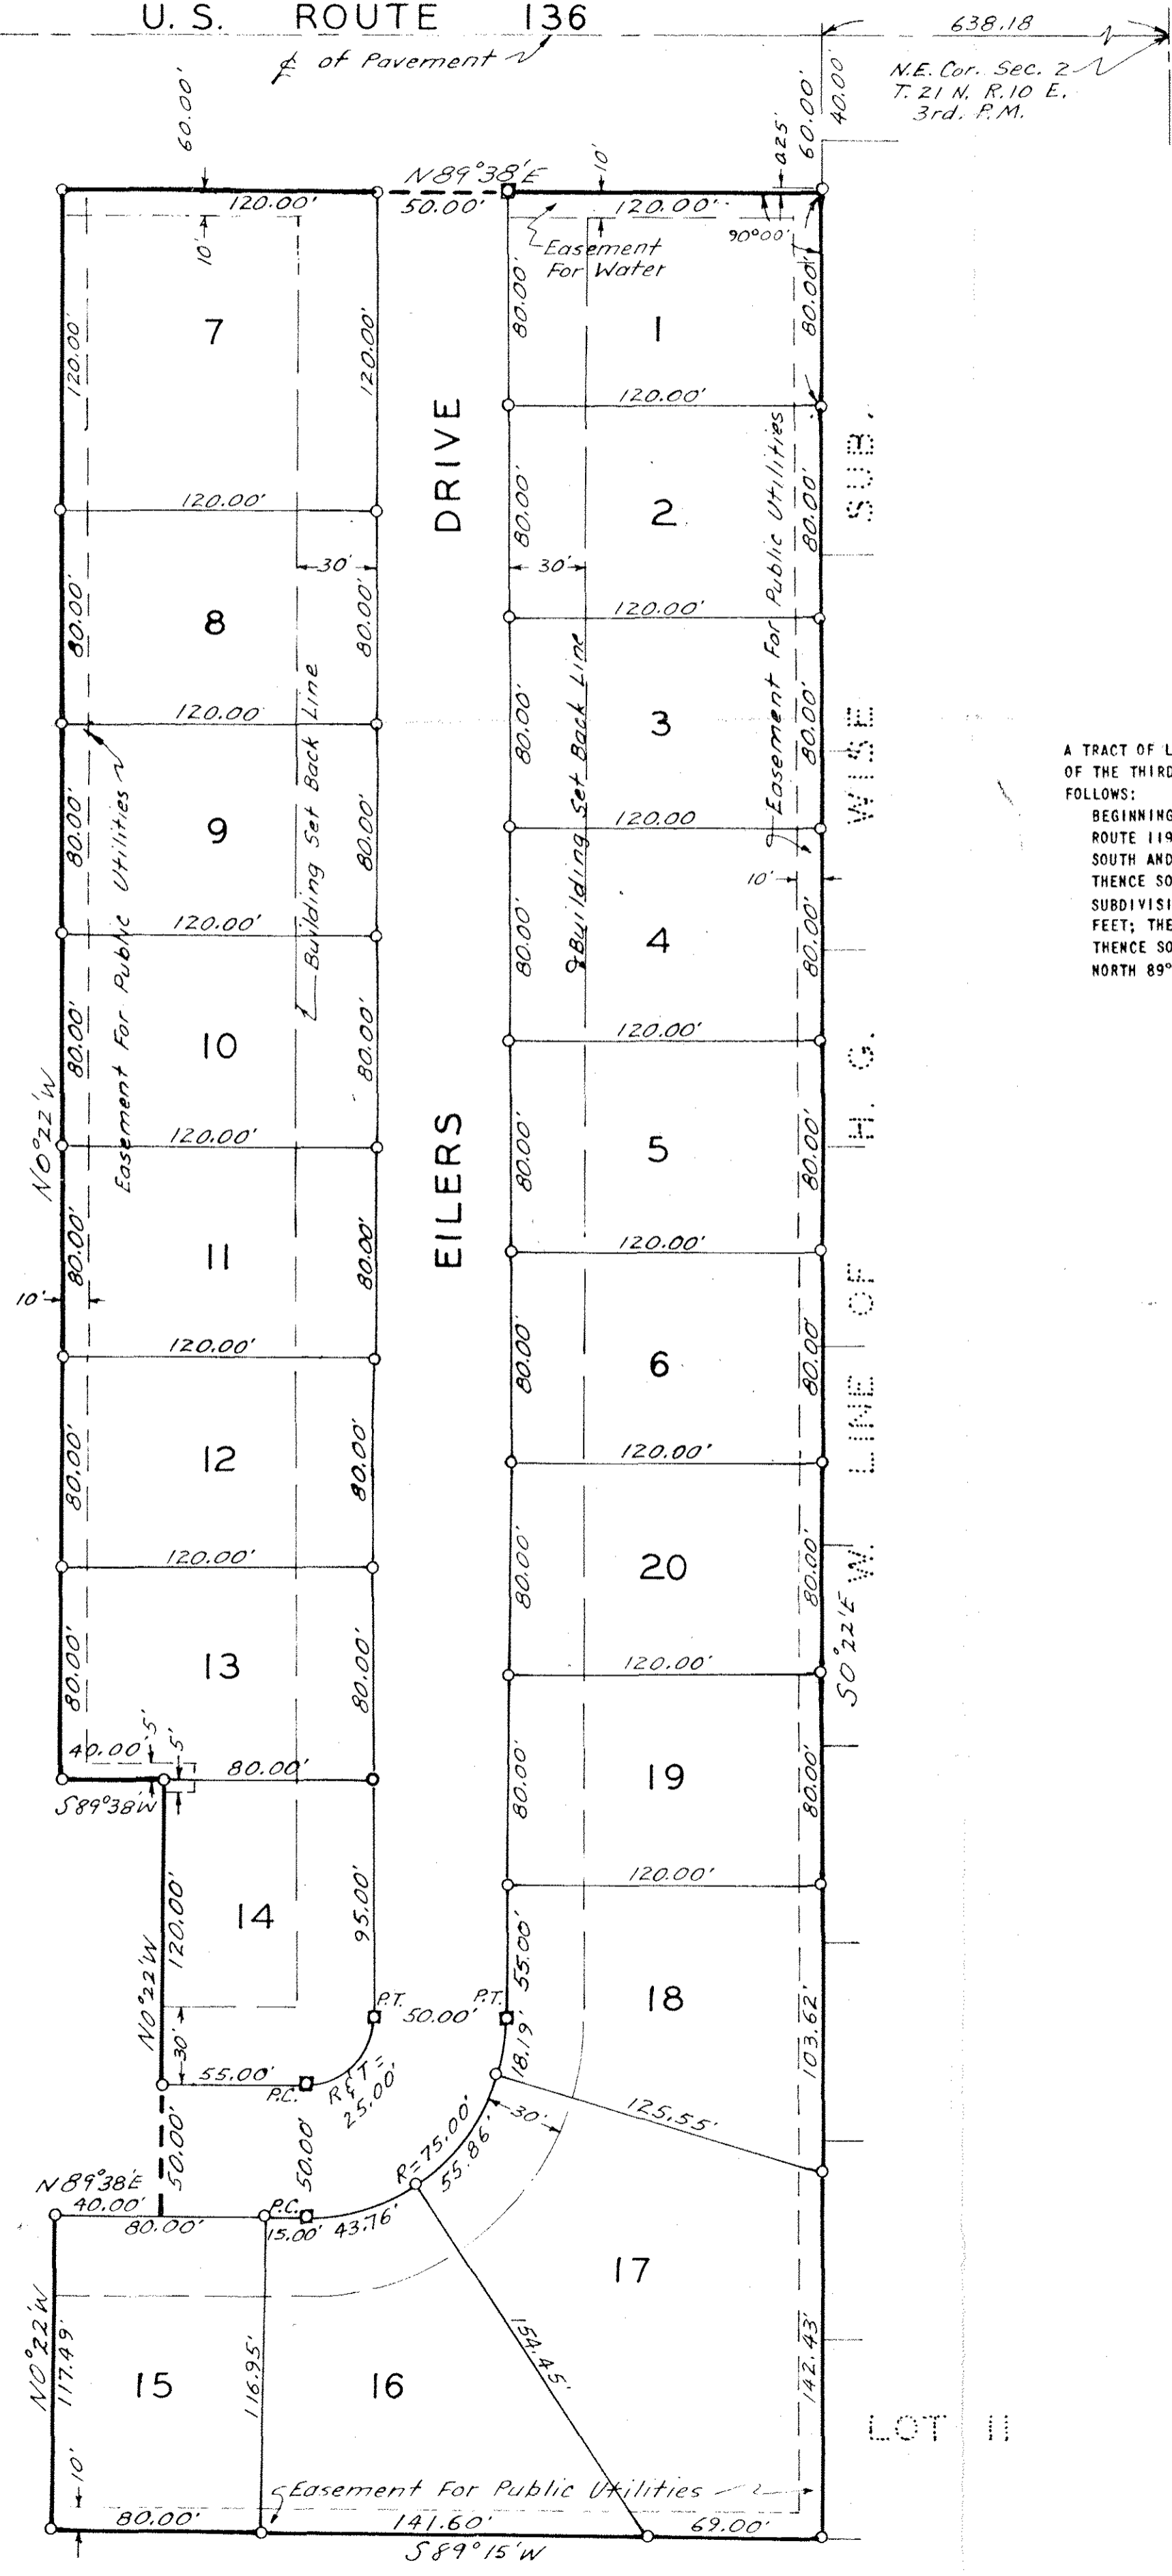 U.S. ROUTE 136
638.18
℄ of Pavement
N.E. Cor. Sec. 2
T. 21 N. R. 10 E.
3rd. P.M.
60.00'
60.00'
40.00'
0.25'
10'
N89°38'E
120.00'
50.00'
120.00'
90°00'
10'
Easement
For Water
7
120.00'
120.00'
80.00'
1
80.00'
120.00'
120.00'
80.00'
2
80.00'
30'
30'
120.00'
8
80.00'
80.00'
120.00'
80.00'
3
80.00'
120.00
9
80.00'
80.00'
120.00'
80.00'
4
80.00'
10'
120.00'
10
80.00'
80.00'
120.00'
80.00'
5
80.00'
120.00'
11
80.00'
80.00'
10'
120.00'
80.00'
6
80.00'
120.00'
12
80.00'
80.00'
120.00'
80.00'
20
80.00'
120.00'
13
80.00'
80.00'
40.00'
5'
5'
80.00'
S89°38'W
80.00'
19
80.00'
120.00'
14
120.00'
95.00'
N0°22'W
30'
55.00'
P.C.
P.T.
50.00'
P.T.
R & T =
25.00'
55.00'
18
103.62'
18.19'
125.55'
30'
R=75.00'
55.86'
50.00'
50.00'
N89°38'E
40.00'
80.00'
P.C.
15.00'
43.76'
17
142.43'
154.45'
N0°22'W
117.49'
15
116.95'
16
10'
Easement For Public Utilities
80.00'
141.60'
69.00'
S89°15'W
EILERS DRIVE
Building Set Back Line
Building Set Back Line
Easement For Public Utilities
Easement For Public Utilities
N0°22'W
S0°22'E
W. LINE OF H. G. WISE SUB.
LOT 11
A TRACT OF L
OF THE THIRD
FOLLOWS:
BEGINNING
ROUTE 119
SOUTH AND
THENCE SO
SUBDIVISI
FEET; THE
THENCE SO
NORTH 89°